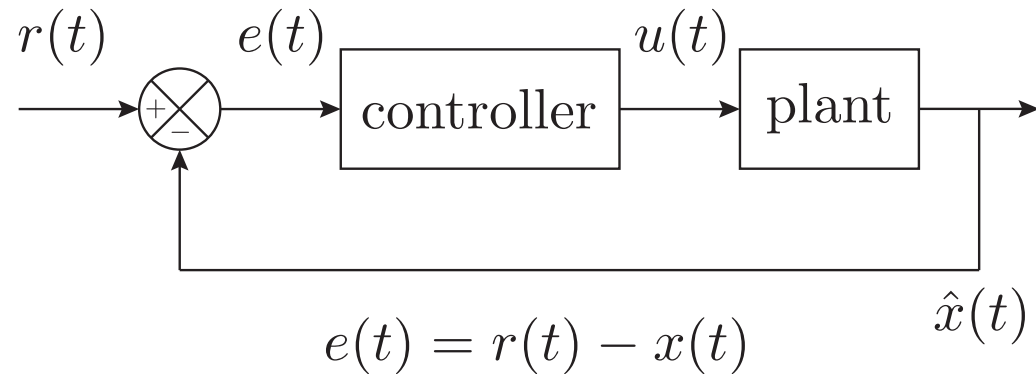 r(t) e(t) u(t)
+ controller plant
−
x̂(t)
e(t) = r(t) − x(t)